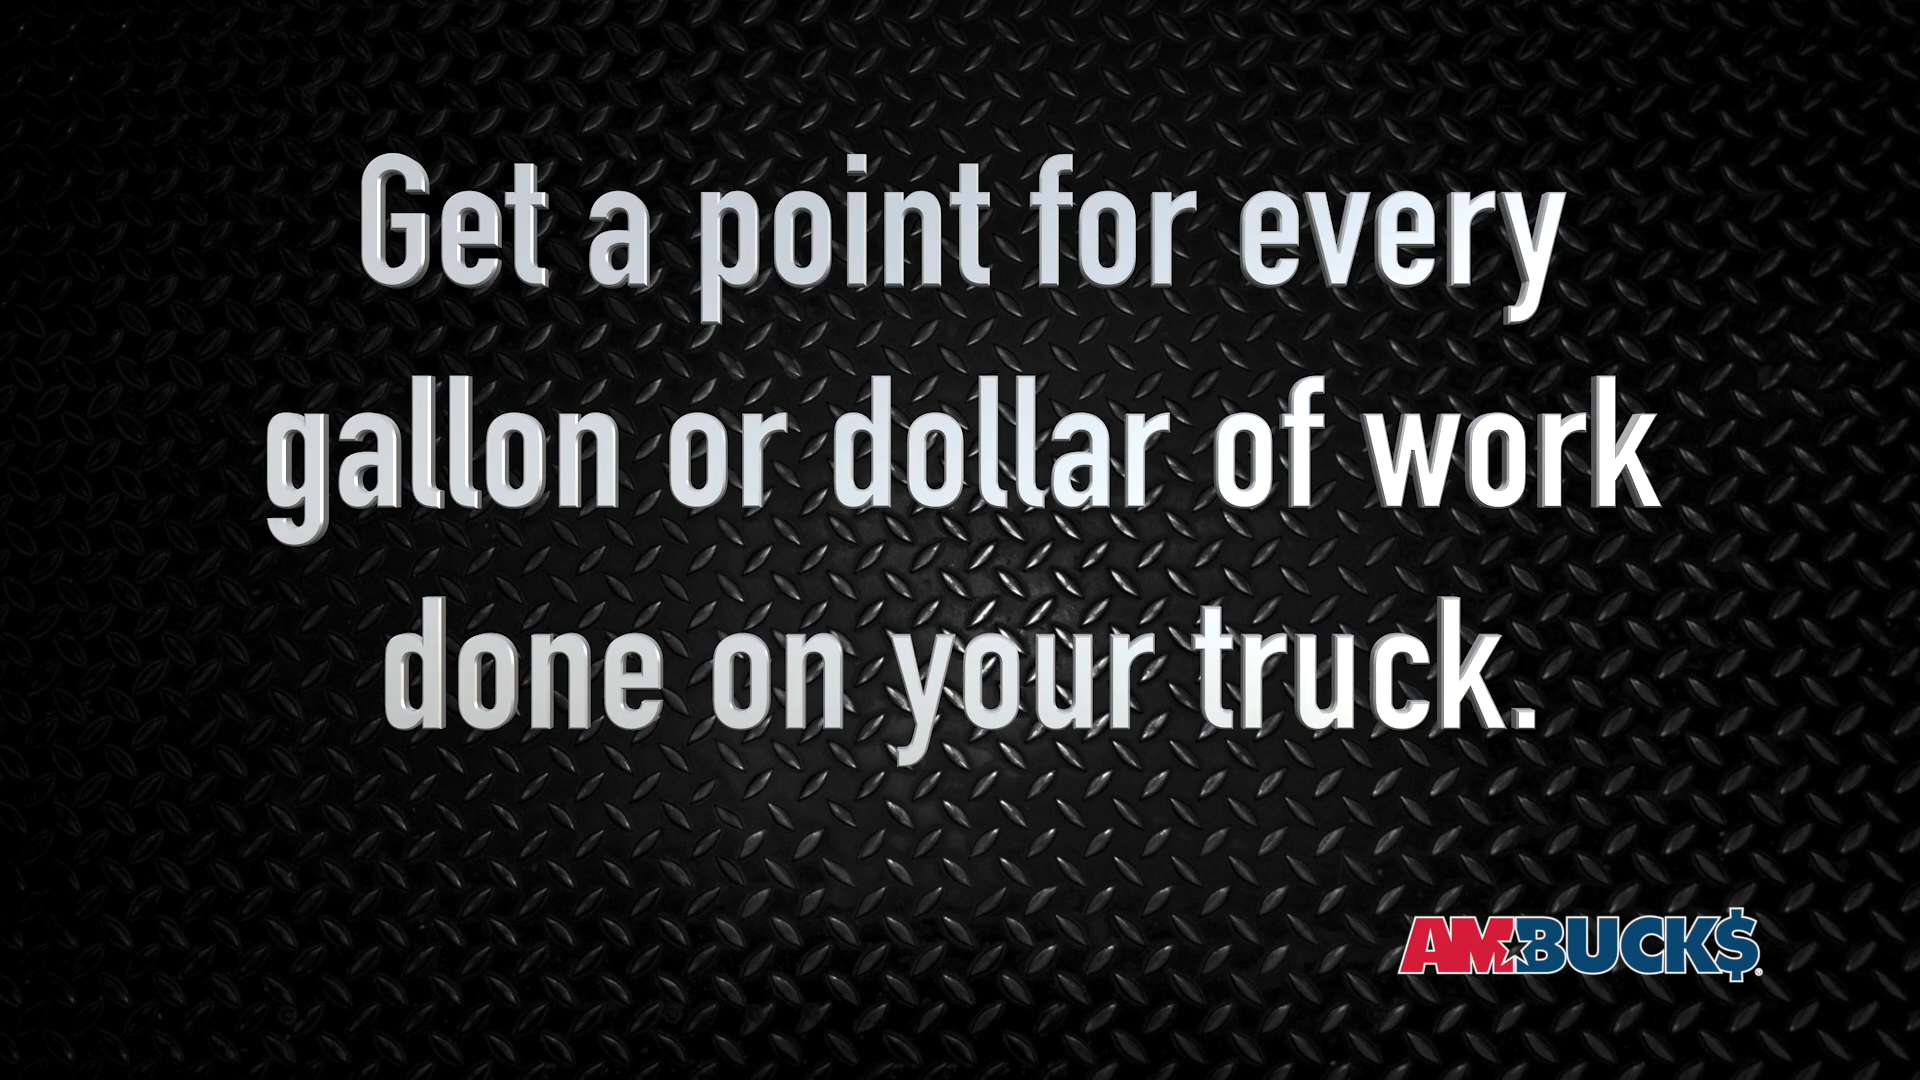 Get a point for every
gallon or dollar of work
done on your truck.
AMBUCK$®